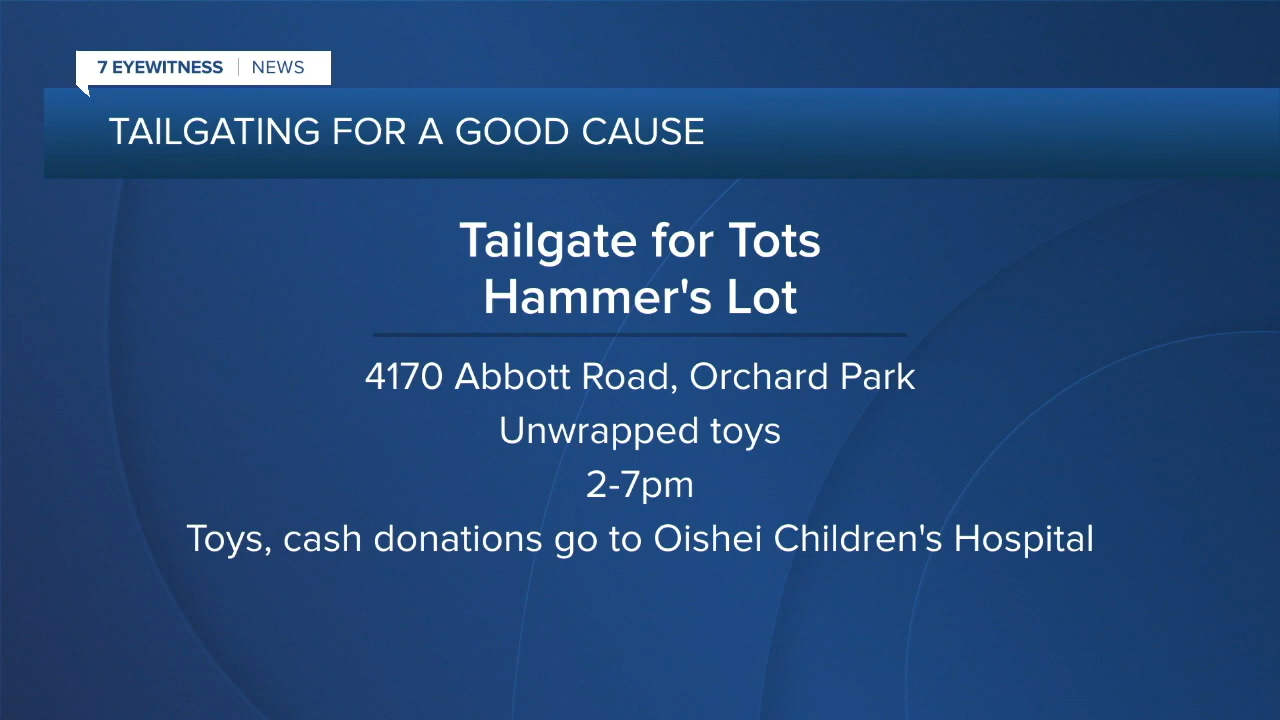 7 EYEWITNESS | NEWS
TAILGATING FOR A GOOD CAUSE
Tailgate for Tots
Hammer's Lot
4170 Abbott Road, Orchard Park
Unwrapped toys
2-7pm
Toys, cash donations go to Oishei Children's Hospital